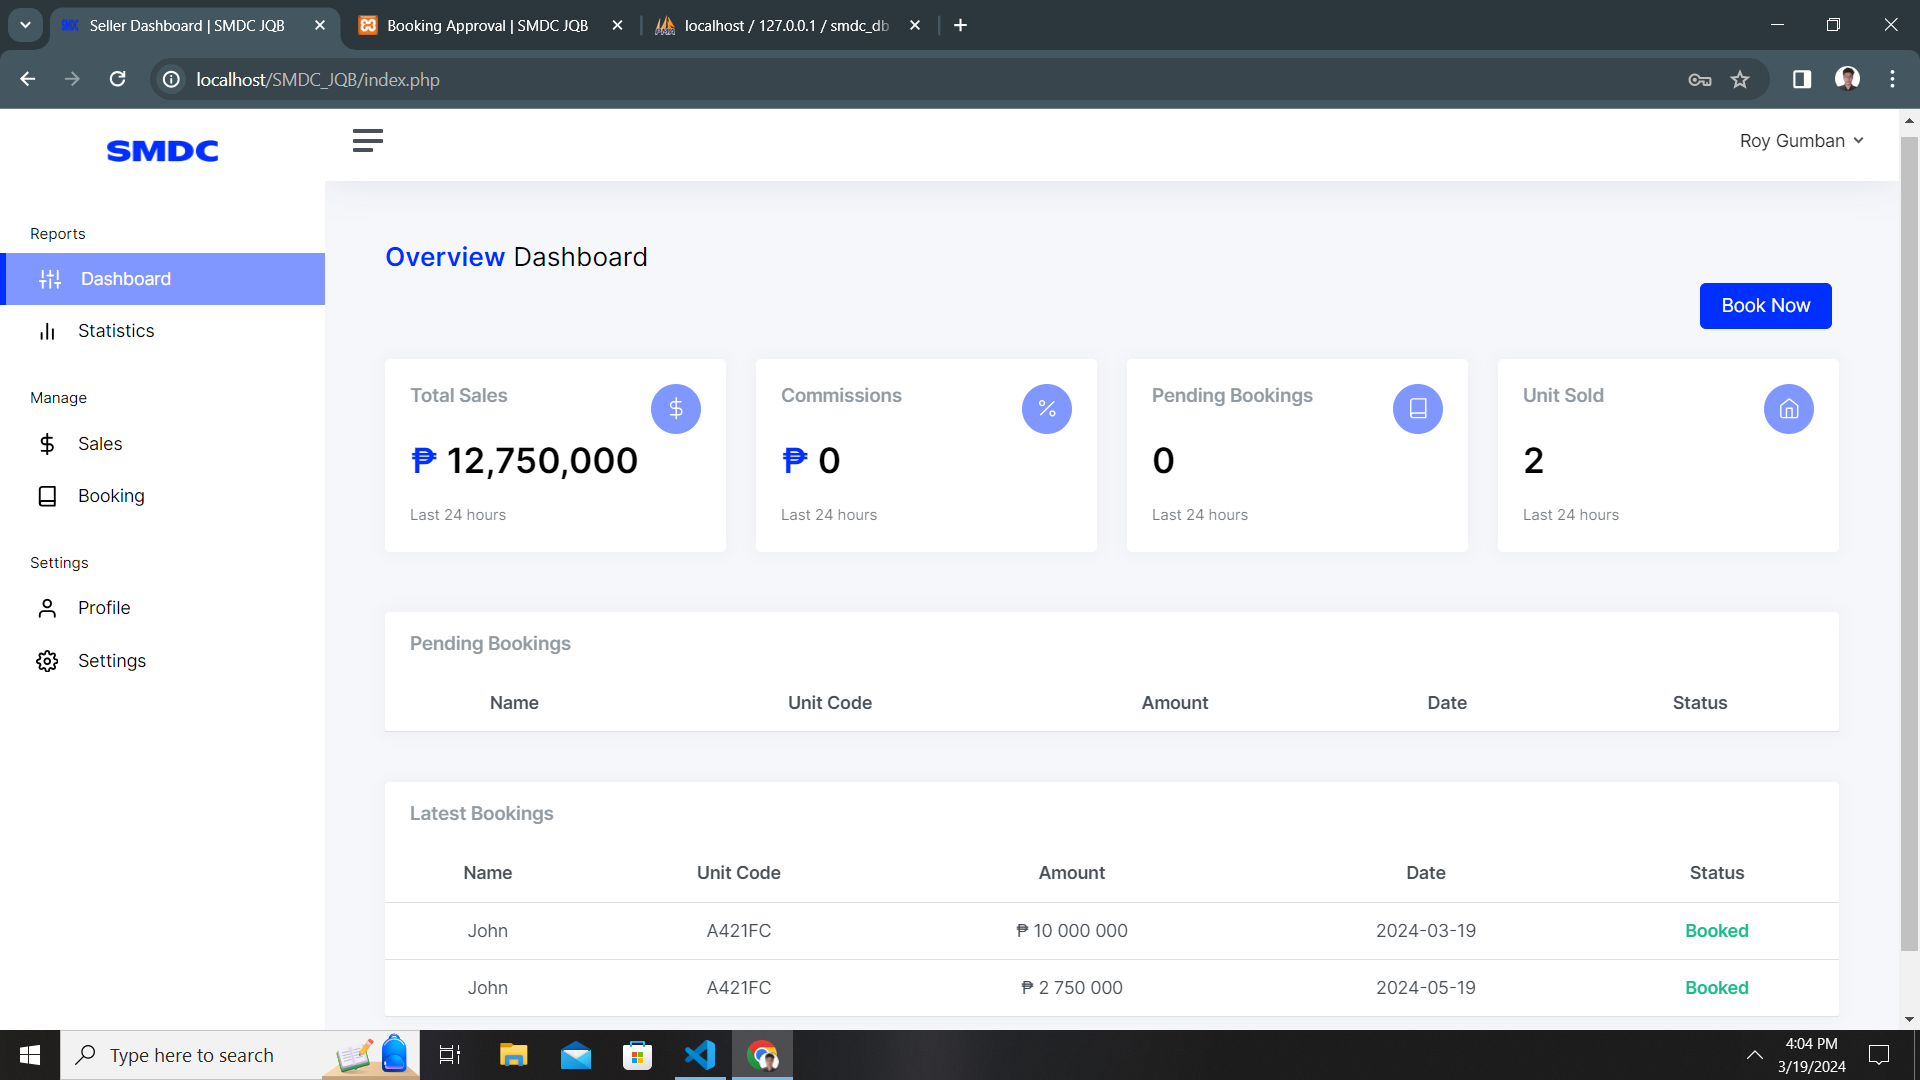 Seller Dashboard | SMDC JQB
Booking Approval | SMDC JQB
localhost / 127.0.0.1 / smdc_db
localhost/SMDC_JQB/index.php
SMDC
Roy Gumban
Reports
Dashboard
Statistics
Manage
Sales
Booking
Settings
Profile
Settings
Overview Dashboard
Book Now
Total Sales
₱ 12,750,000
Last 24 hours
Commissions
₱ 0
Last 24 hours
Pending Bookings
0
Last 24 hours
Unit Sold
2
Last 24 hours
Pending Bookings
Name Unit Code Amount Date Status
Latest Bookings
Name Unit Code Amount Date Status
John A421FC ₱ 10 000 000 2024-03-19 Booked
John A421FC ₱ 2 750 000 2024-05-19 Booked
Type here to search
4:04 PM
3/19/2024